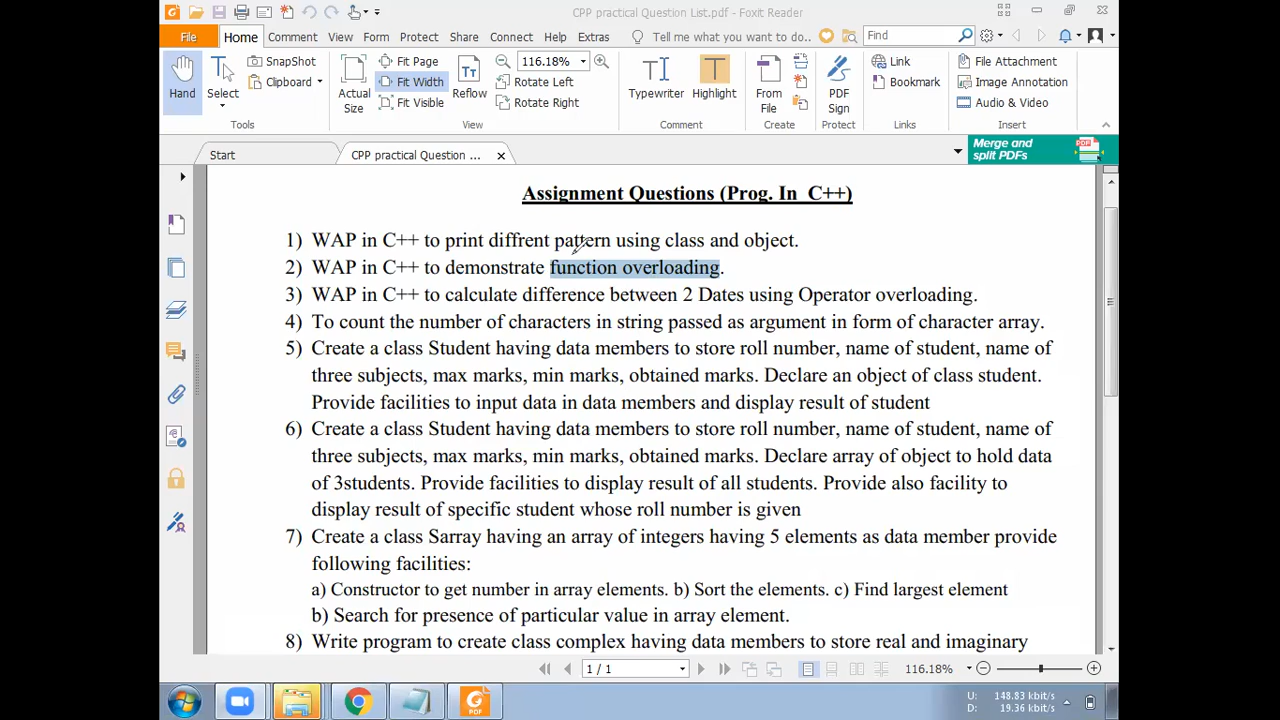 CPP practical Question List.pdf - Foxit Reader
File Home Comment View Form Protect Share Connect Help Extras Tell me what you want to do.. Find
Hand
Select
SnapShot
Clipboard
Tools
Actual Size
Fit Page
Fit Width
Fit Visible
Reflow
116.18%
Rotate Left
Rotate Right
View
Typewriter
Highlight
Comment
From File
Create
PDF Sign
Protect
Link
Bookmark
Links
File Attachment
Image Annotation
Audio & Video
Insert
Start
CPP practical Question ...
Merge and
split PDFs
PDF
Assignment Questions (Prog. In C++)
1) WAP in C++ to print diffrent pattern using class and object.
2) WAP in C++ to demonstrate function overloading.
3) WAP in C++ to calculate difference between 2 Dates using Operator overloading.
4) To count the number of characters in string passed as argument in form of character array.
5) Create a class Student having data members to store roll number, name of student, name of
three subjects, max marks, min marks, obtained marks. Declare an object of class student.
Provide facilities to input data in data members and display result of student
6) Create a class Student having data members to store roll number, name of student, name of
three subjects, max marks, min marks, obtained marks. Declare array of object to hold data
of 3students. Provide facilities to display result of all students. Provide also facility to
display result of specific student whose roll number is given
7) Create a class Sarray having an array of integers having 5 elements as data member provide
following facilities:
a) Constructor to get number in array elements. b) Sort the elements. c) Find largest element
b) Search for presence of particular value in array element.
8) Write program to create class complex having data members to store real and imaginary
1 / 1
116.18%
U: 148.83 kbit/s
D: 19.36 kbit/s
PDF